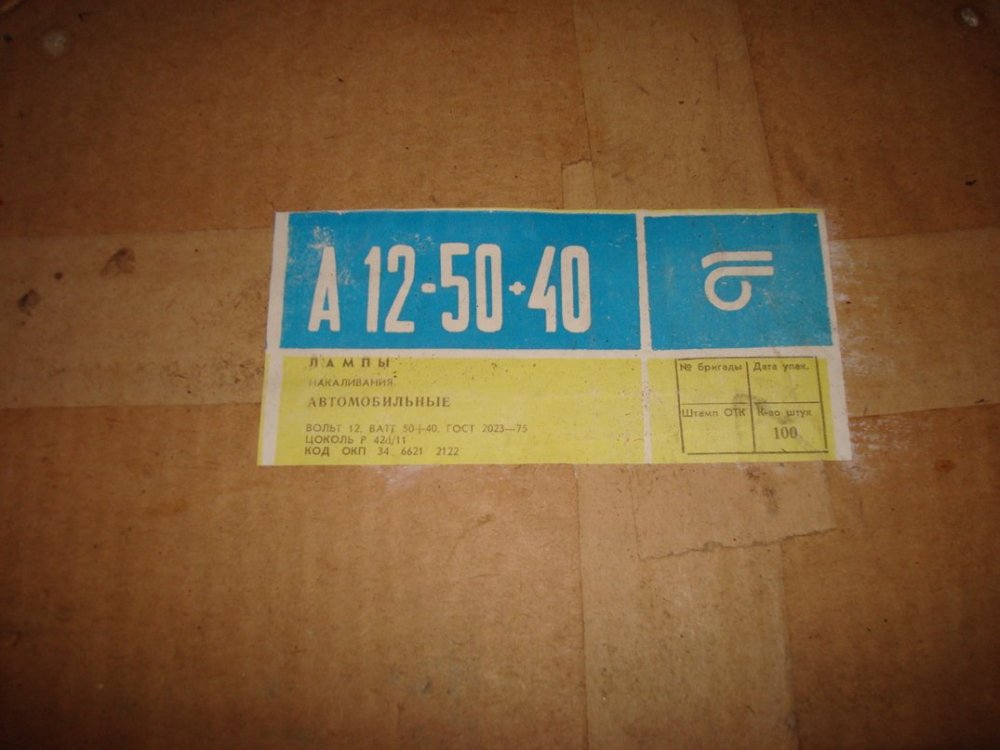 А 12-50+40
ЛАМПЫ
НАКАЛИВАНИЯ
АВТОМОБИЛЬНЫЕ
ВОЛЬТ 12. ВАТТ 50+40. ГОСТ 2023—75
ЦОКОЛЬ Р 42d/11
КОД ОКП 34 6621 2122
№ бригады Дата упак.
Штамп ОТК К-во штук
100